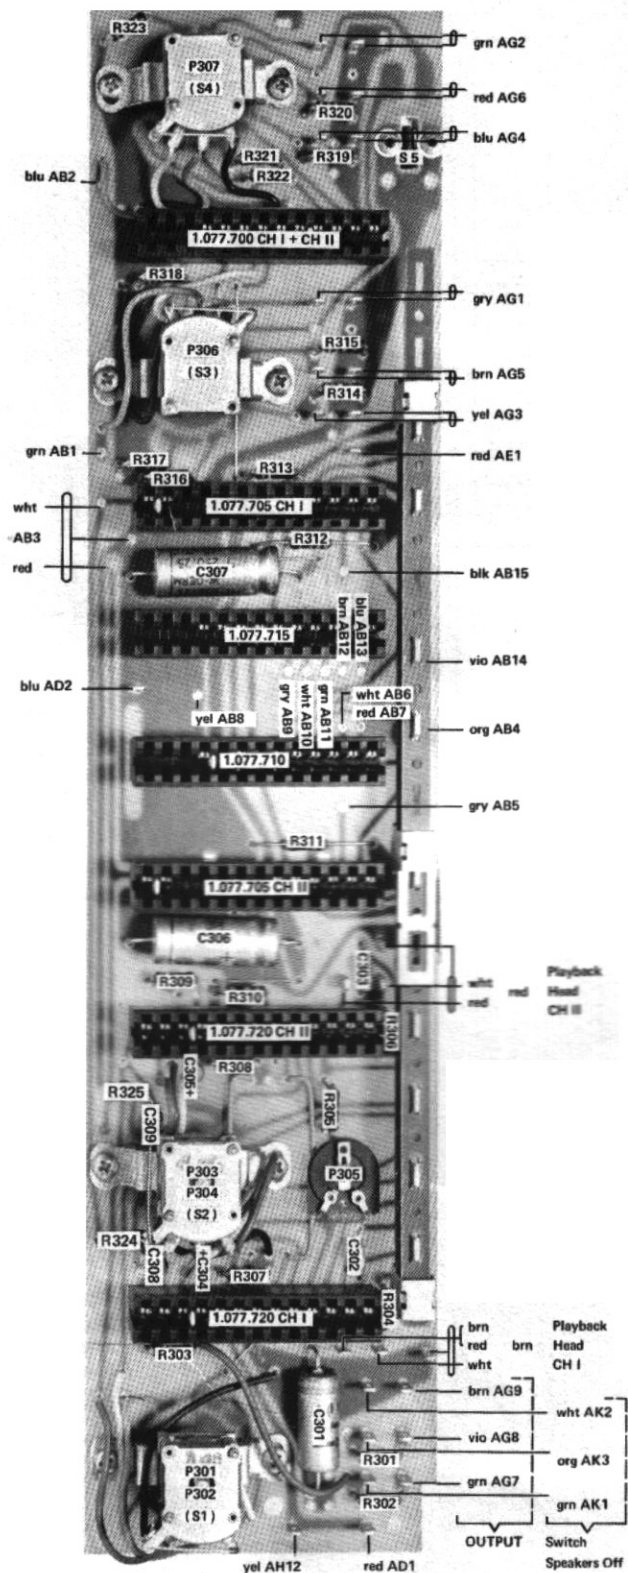 R323
grn AG2
P307
(S4)
red AG6
R320
blu AG4
R321
R319
S 5
R322
blu AB2
1.077.700 CH I + CH II
R318
gry AG1
R315
P306
(S3)
brn AG5
R314
yel AG3
grn AB1
red AE1
R317
R313
R316
wht
1.077.705 CH I
AB3
R312
red
C307
blk AB15
blu AB13
brn AB12
1.077.715
vio AB14
blu AD2
wht AB6
yel AB8
gry AB9
wht AB10
grn AB11
red AB7
org AB4
1.077.710
gry AB5
R311
1.077.705 CH II
C306
C303
Playback
R309
wht
red
Head
R310
red
CH II
1.077.720 CH II
R306
R308
C305+
R325
R305
C309
P303
P304
(S2)
P305
R324
C308
+C304
R307
C302
R304
1.077.720 CH I
brn
Playback
R303
red
brn
Head
wht
CH I
brn AG9
C301
wht AK2
vio AG8
P301
P302
(S1)
R301
org AK3
grn AG7
R302
grn AK1
OUTPUT
Switch
Speakers Off
yel AH12
red AD1